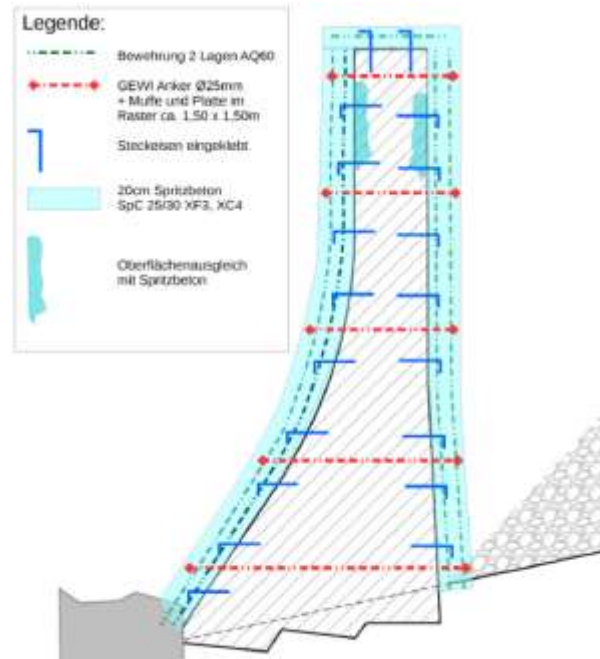 Legende:
Bewehrung 2 Lagen AQ60
GEWI Anker Ø25mm
+ Muffe und Platte im
Raster ca. 1,50 x 1,50m
Steckeisen eingeklebt
20cm Spritzbeton
SpC 25/30 XF3, XC4
Oberflächenausgleich
mit Spritzbeton